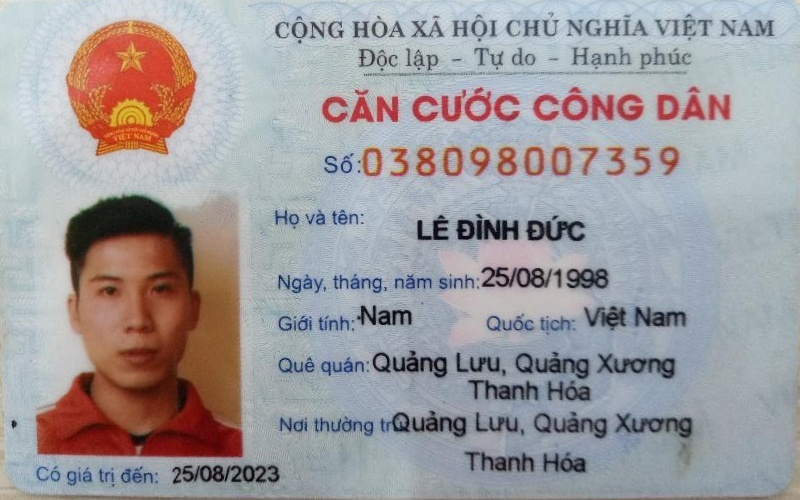 CỘNG HÒA XÃ HỘI CHỦ NGHĨA VIỆT NAM
Độc lập - Tự do - Hạnh phúc
CĂN CƯỚC CÔNG DÂN
Số: 038098007359
Họ và tên: LÊ ĐÌNH ĐỨC
Ngày, tháng, năm sinh: 25/08/1998
Giới tính: Nam Quốc tịch: Việt Nam
Quê quán: Quảng Lưu, Quảng Xương
Thanh Hóa
Nơi thường tr Quảng Lưu, Quảng Xương
Thanh Hóa
Có giá trị đến: 25/08/2023
VIỆT NAM